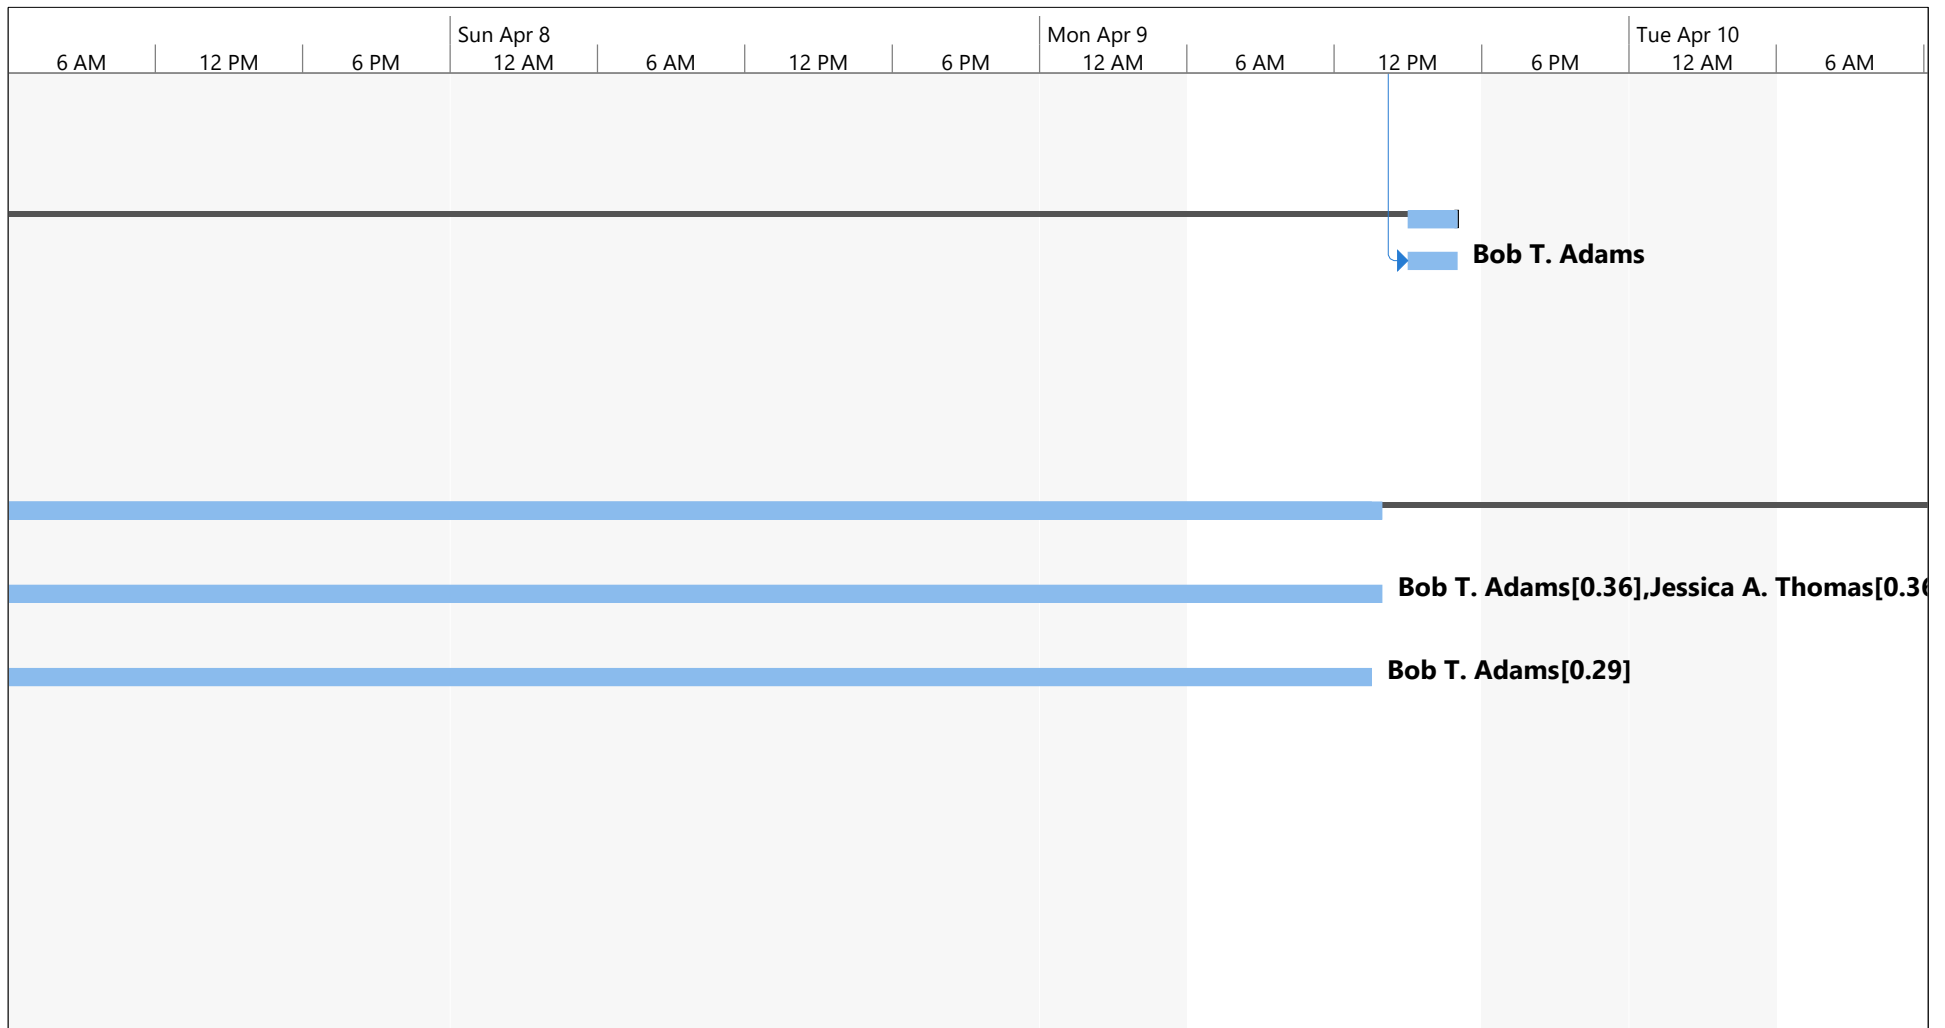 Sun Apr 8 Mon Apr 9 Tue Apr 10
6 AM 12 PM 6 PM 12 AM 6 AM 12 PM 6 PM 12 AM 6 AM 12 PM 6 PM 12 AM 6 AM
Bob T. Adams
Bob T. Adams[0.36],Jessica A. Thomas[0.36
Bob T. Adams[0.29]